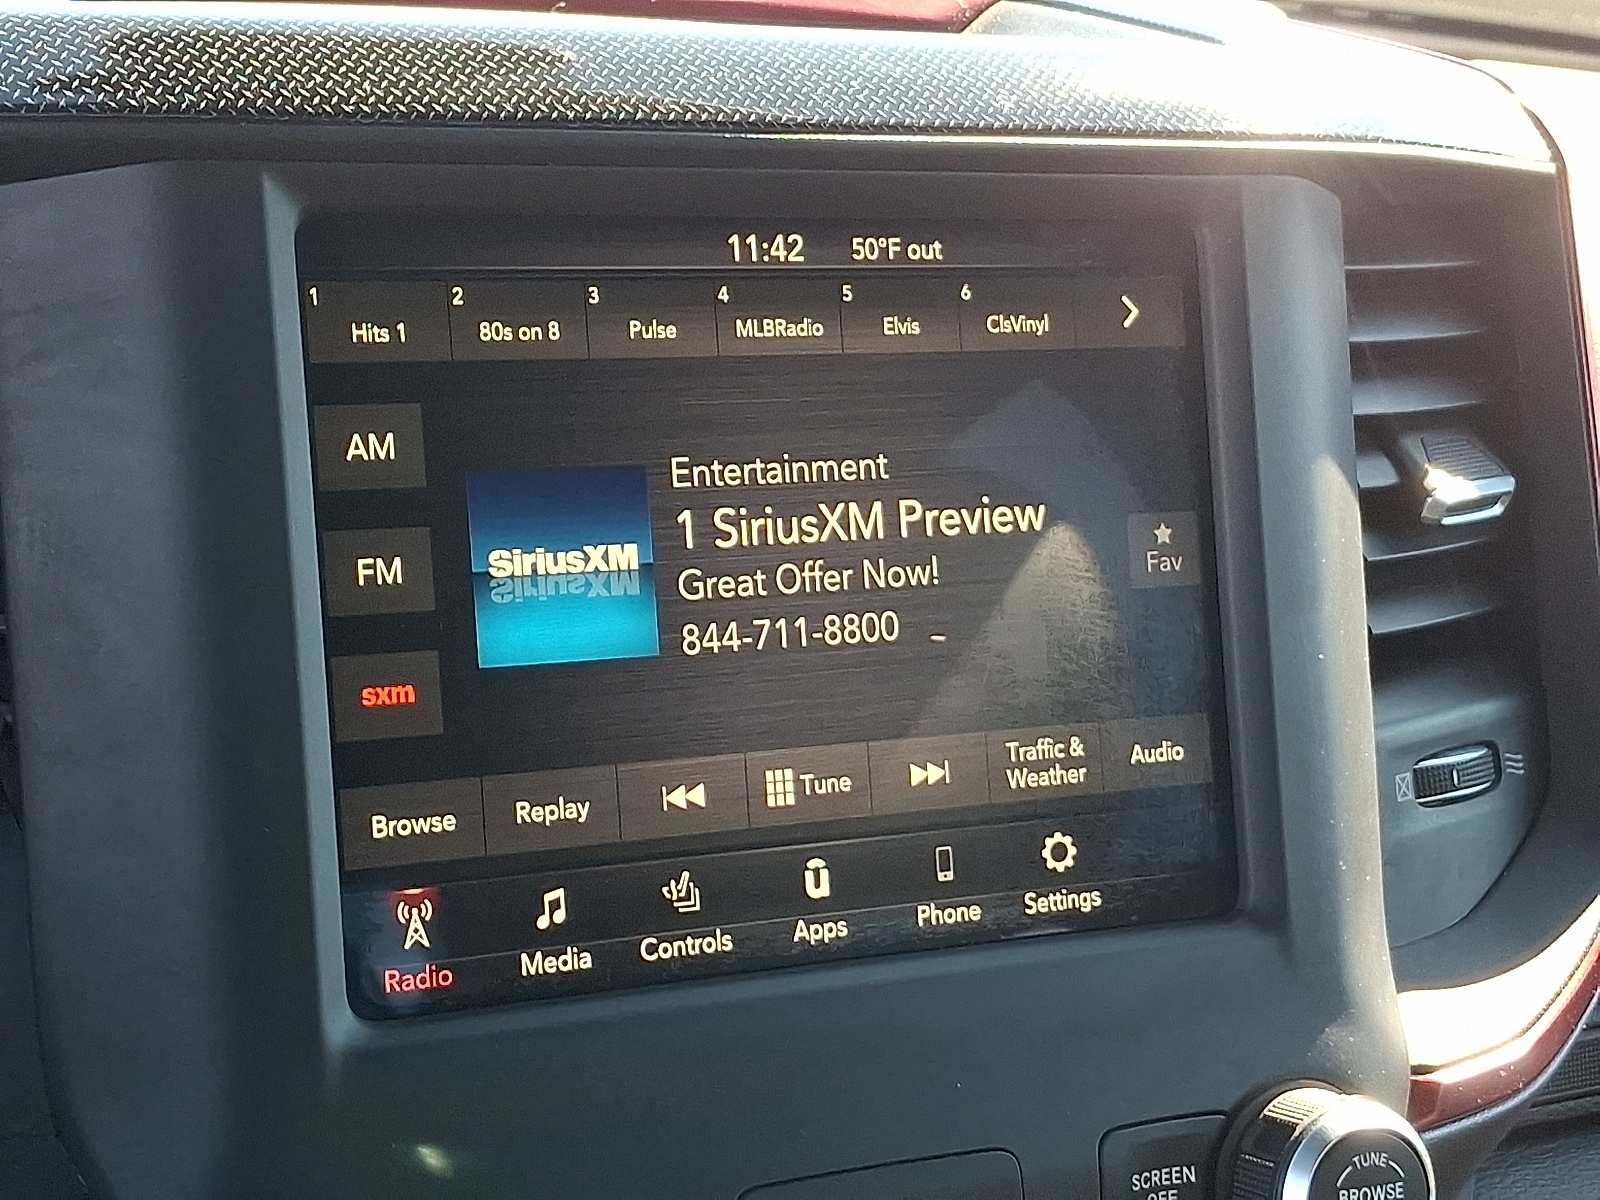 11:42 50°F out
1 2 3 4 5 6
Hits 1 80s on 8 Pulse MLBRadio Elvis ClsVinyl
AM
FM
sxm
SiriusXM
Entertainment
1 SiriusXM Preview
Great Offer Now!
844-711-8800
Fav
Browse Replay Tune Traffic & Weather Audio
Radio Media Controls Apps Phone Settings
SCREEN
OFF
TUNE
BROWSE